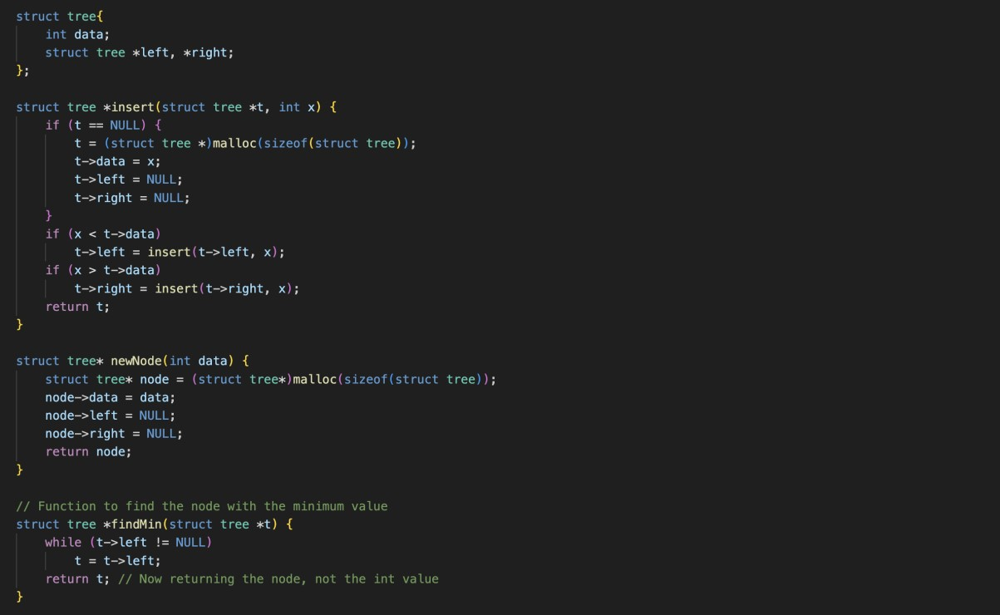 struct tree{
    int data;
    struct tree *left, *right;
};

struct tree *insert(struct tree *t, int x) {
    if (t == NULL) {
        t = (struct tree *)malloc(sizeof(struct tree));
        t->data = x;
        t->left = NULL;
        t->right = NULL;
    }
    if (x < t->data)
        t->left = insert(t->left, x);
    if (x > t->data)
        t->right = insert(t->right, x);
    return t;
}

struct tree* newNode(int data) {
    struct tree* node = (struct tree*)malloc(sizeof(struct tree));
    node->data = data;
    node->left = NULL;
    node->right = NULL;
    return node;
}

// Function to find the node with the minimum value
struct tree *findMin(struct tree *t) {
    while (t->left != NULL)
        t = t->left;
    return t; // Now returning the node, not the int value
}